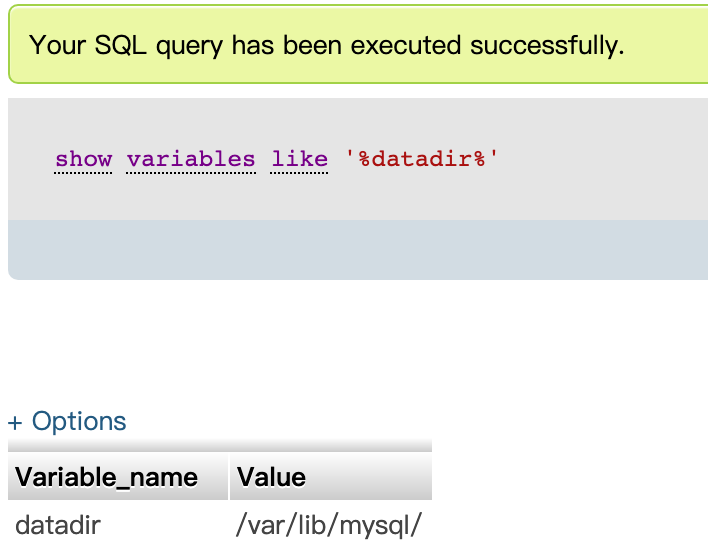 Your SQL query has been executed successfully.
show variables like '%datadir%'
+ Options
Variable_name Value
datadir /var/lib/mysql/